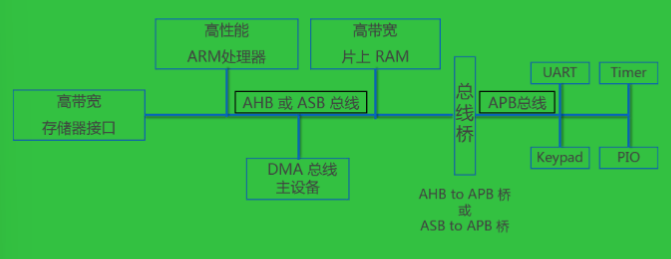 高性能
ARM处理器
高带宽
片上 RAM
高带宽
存储器接口
AHB 或 ASB 总线
DMA 总线
主设备
总
线
桥
APB总线
UART
Timer
Keypad
PIO
AHB to APB 桥
或
ASB to APB 桥